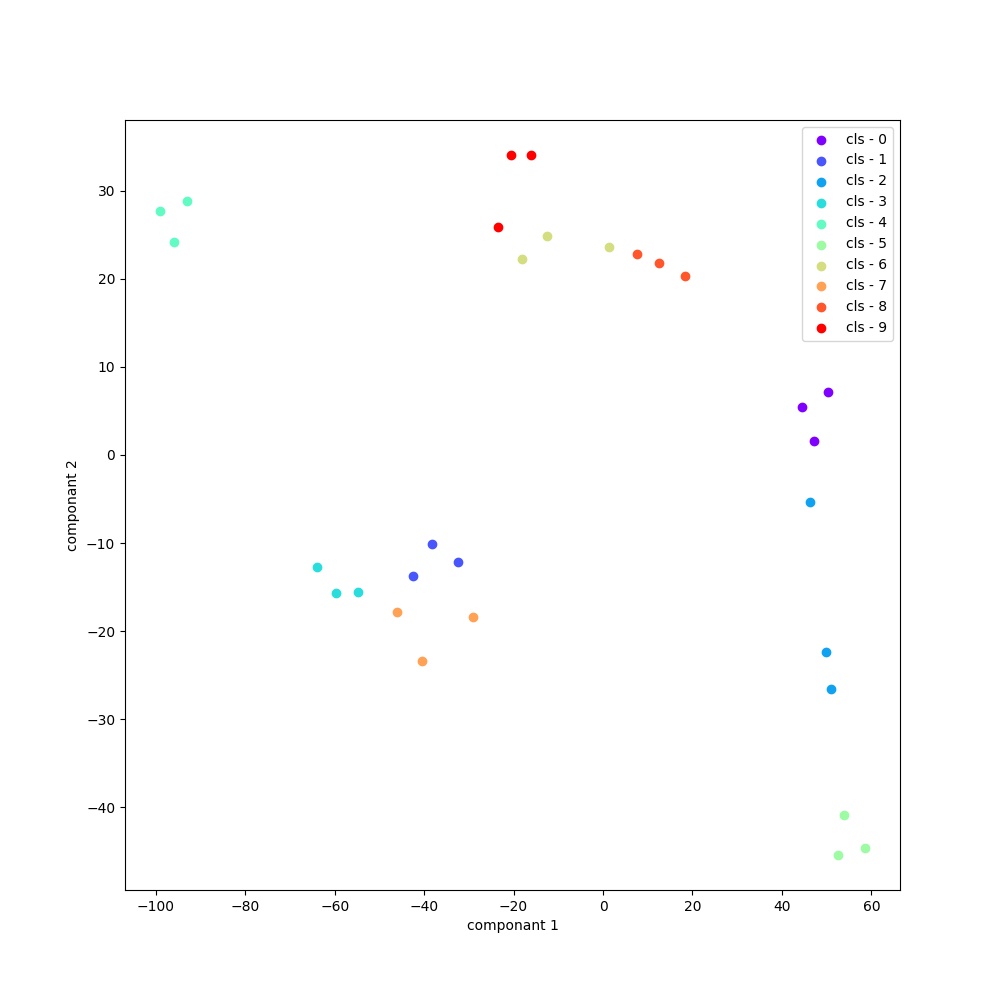 cls - 0
cls - 1
cls - 2
cls - 3
cls - 4
cls - 5
cls - 6
cls - 7
cls - 8
cls - 9
30
20
10
0
−10
−20
−30
−40
componant 2
−100 −80 −60 −40 −20 0 20 40 60
componant 1